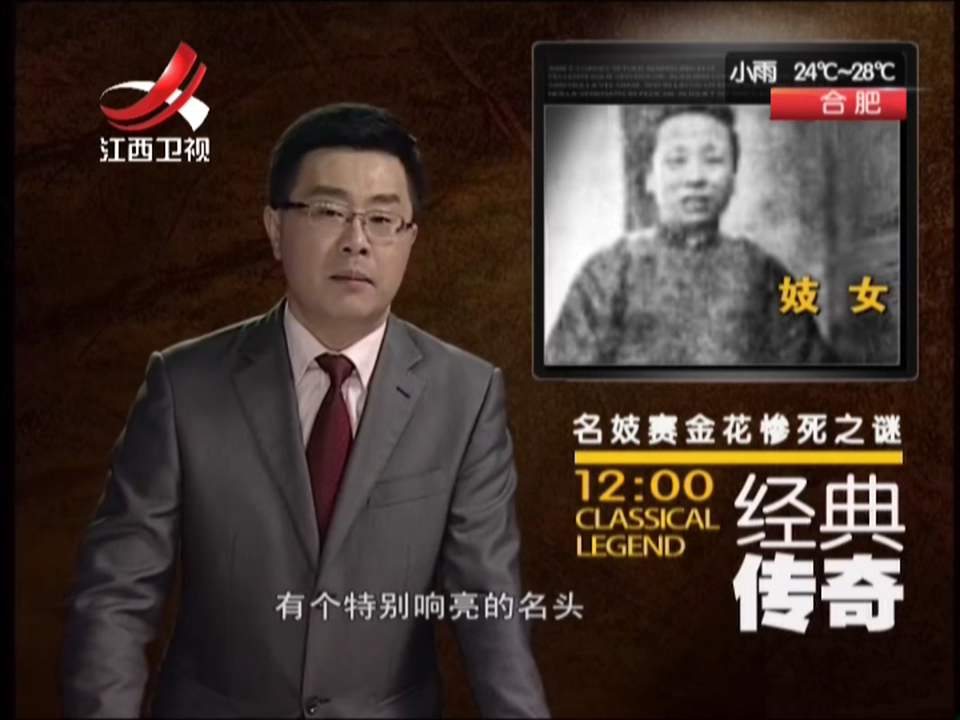 江西卫视
小雨 24℃~28℃
合肥
妓女
名妓赛金花惨死之谜
12:00
CLASSICAL
LEGEND
经典
传奇
有个特别响亮的名头